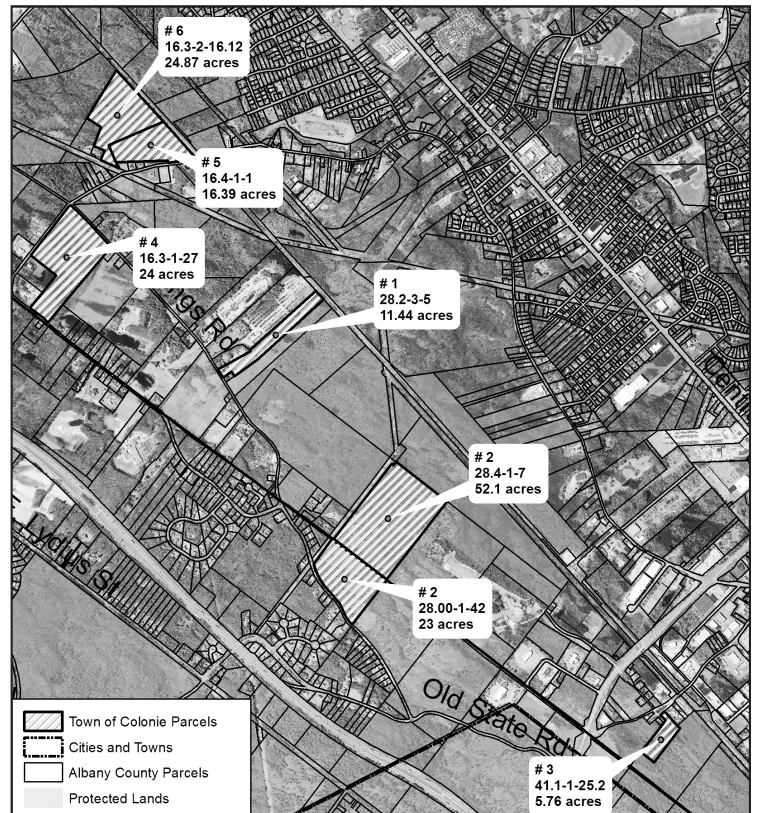 # 6
16.3-2-16.12
24.87 acres
# 5
16.4-1-1
16.39 acres
# 4
16.3-1-27
24 acres
# 1
28.2-3-5
11.44 acres
ngs Rd
Centr
# 2
28.4-1-7
52.1 acres
Lydius St
# 2
28.00-1-42
23 acres
Old State Rd
# 3
41.1-1-25.2
5.76 acres
Town of Colonie Parcels
Cities and Towns
Albany County Parcels
Protected Lands